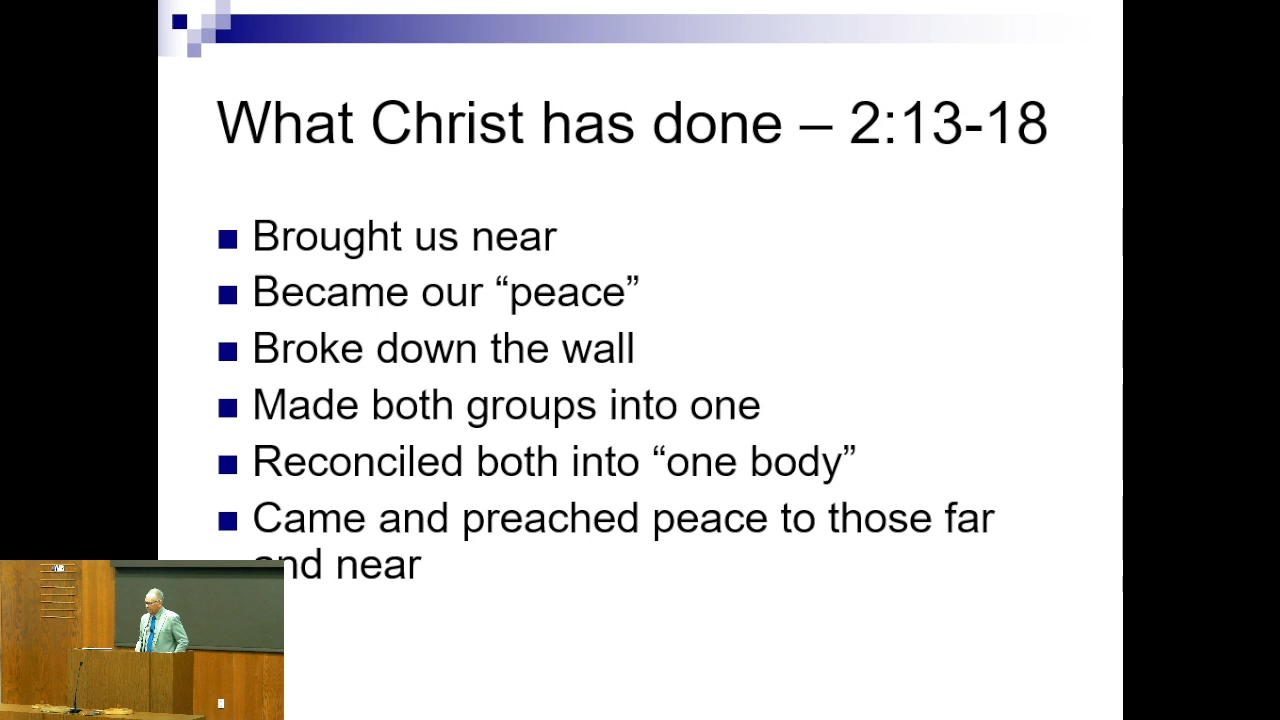 What Christ has done – 2:13-18
Brought us near
Became our “peace”
Broke down the wall
Made both groups into one
Reconciled both into “one body”
Came and preached peace to those far
and near